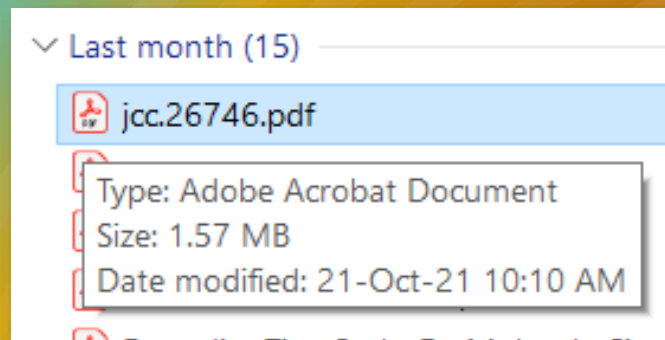 Last month (15)
jcc.26746.pdf
Type: Adobe Acrobat Document
Size: 1.57 MB
Date modified: 21-Oct-21 10:10 AM